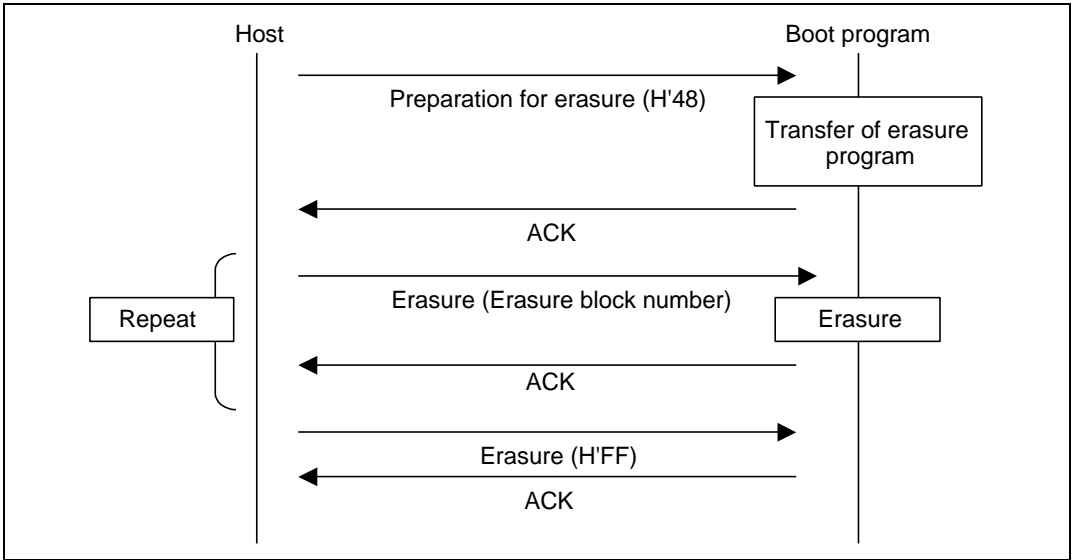 Host
Boot program
Preparation for erasure (H'48)
Transfer of erasure
program
ACK
Erasure (Erasure block number)
Repeat
Erasure
ACK
Erasure (H'FF)
ACK